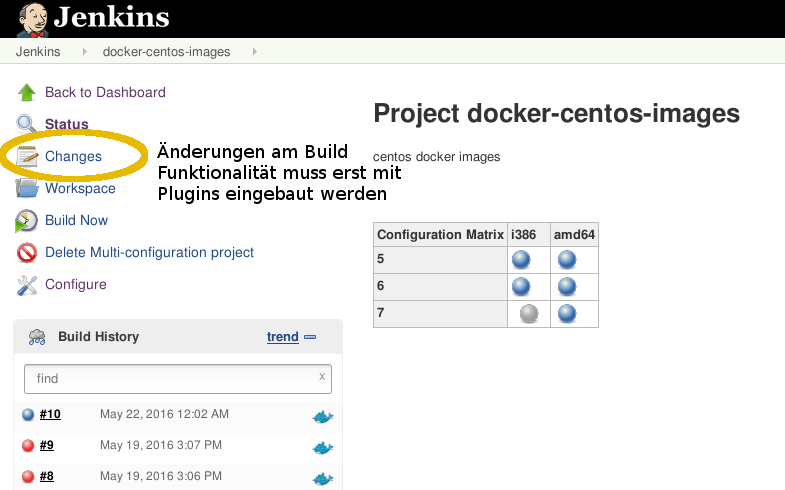 Jenkins
Jenkins docker-centos-images
Back to Dashboard
Status
Changes
Workspace
Build Now
Delete Multi-configuration project
Configure
Änderungen am Build
Funktionalität muss erst mit
Plugins eingebaut werden
Project docker-centos-images
centos docker images
Configuration Matrix i386 amd64
5
6
7
Build History trend
find x
#10 May 22, 2016 12:02 AM
#9 May 19, 2016 3:07 PM
#8 May 19, 2016 3:06 PM